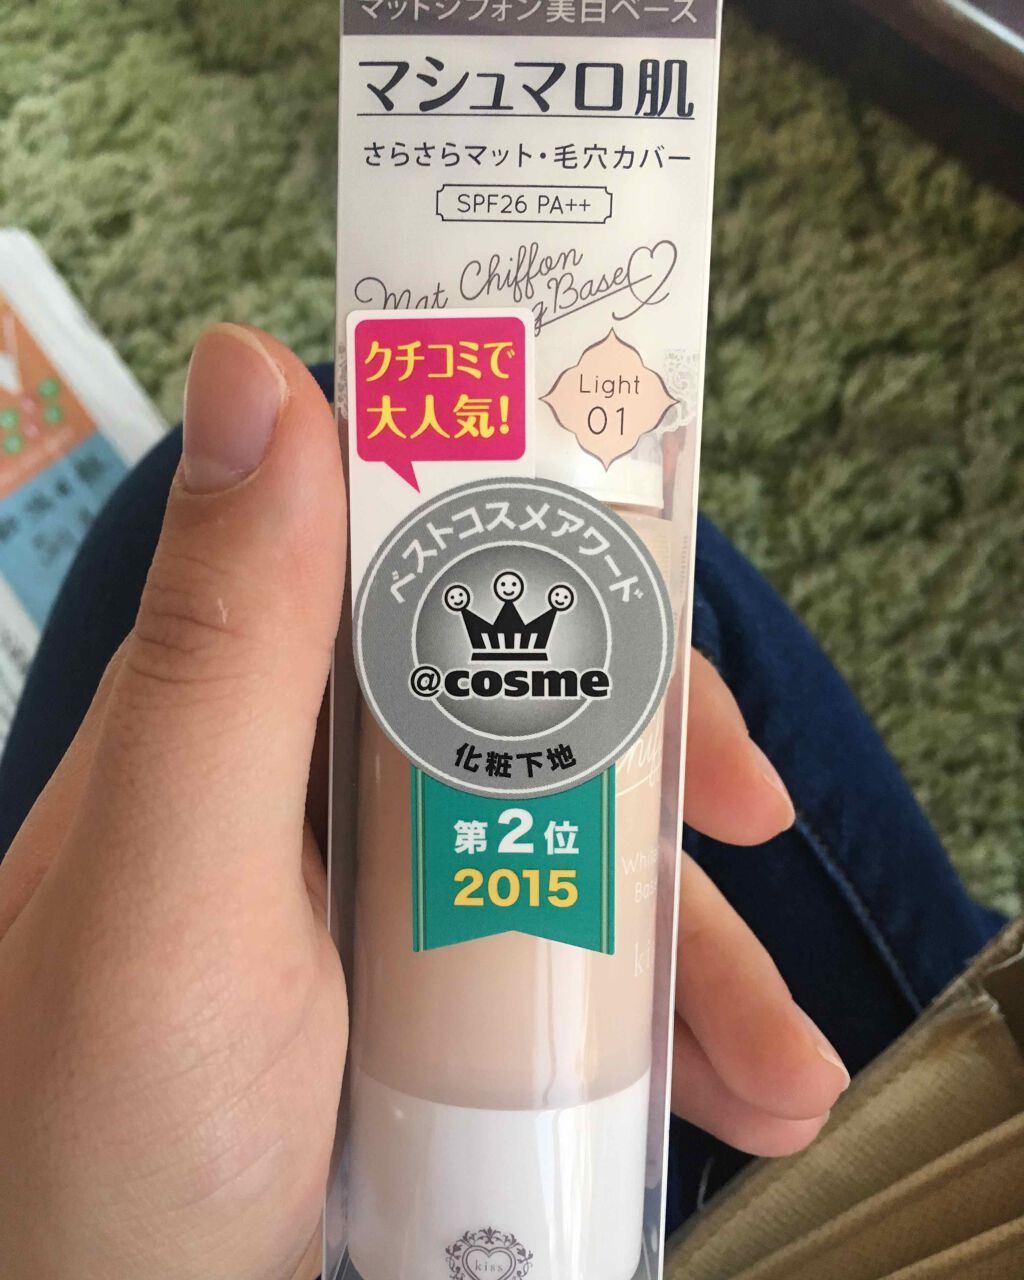 マットシフォン美白ベース
マシュマロ肌
さらさらマット・毛穴カバー
SPF26 PA++
Mat Chiffon
Base
クチコミで
大人気!
Light
01
ベストコスメアワード
@cosme
化粧下地
第2位
2015
kiss